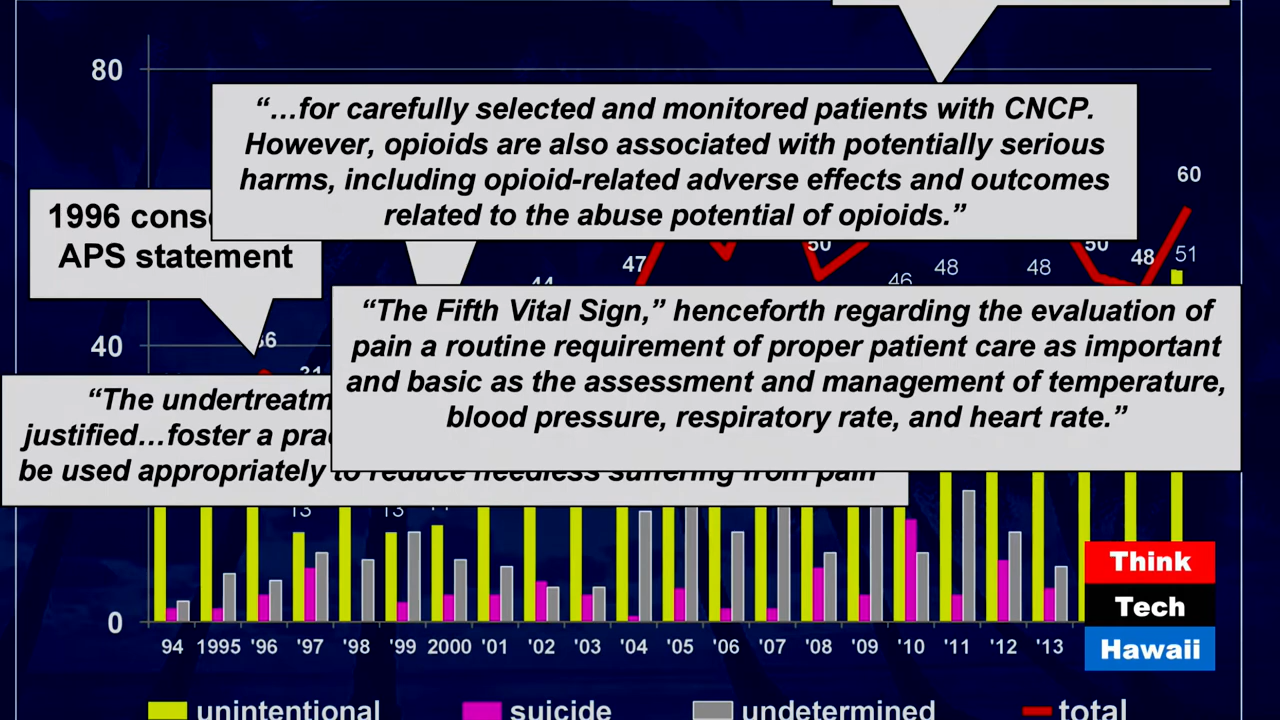 80
“…for carefully selected and monitored patients with CNCP.
However, opioids are also associated with potentially serious
harms, including opioid-related adverse effects and outcomes
related to the abuse potential of opioids.”
60
1996
APS statement
50
50
48
51
47
46
48
48
“The Fifth Vital Sign,” henceforth regarding the evaluation of
pain a routine requirement of proper patient care as important
and basic as the assessment and management of temperature,
blood pressure, respiratory rate, and heart rate.”
40
“The
justified…foster a
be used appropriately to reduce needless suffering from pain
13
13
0
94 1995 '96 '97 '98 '99 2000 '01 '02 '03 '04 '05 '06 '07 '08 '09 '10 '11 '12 '13
Think
Tech
Hawaii
unintentional suicide undetermined total